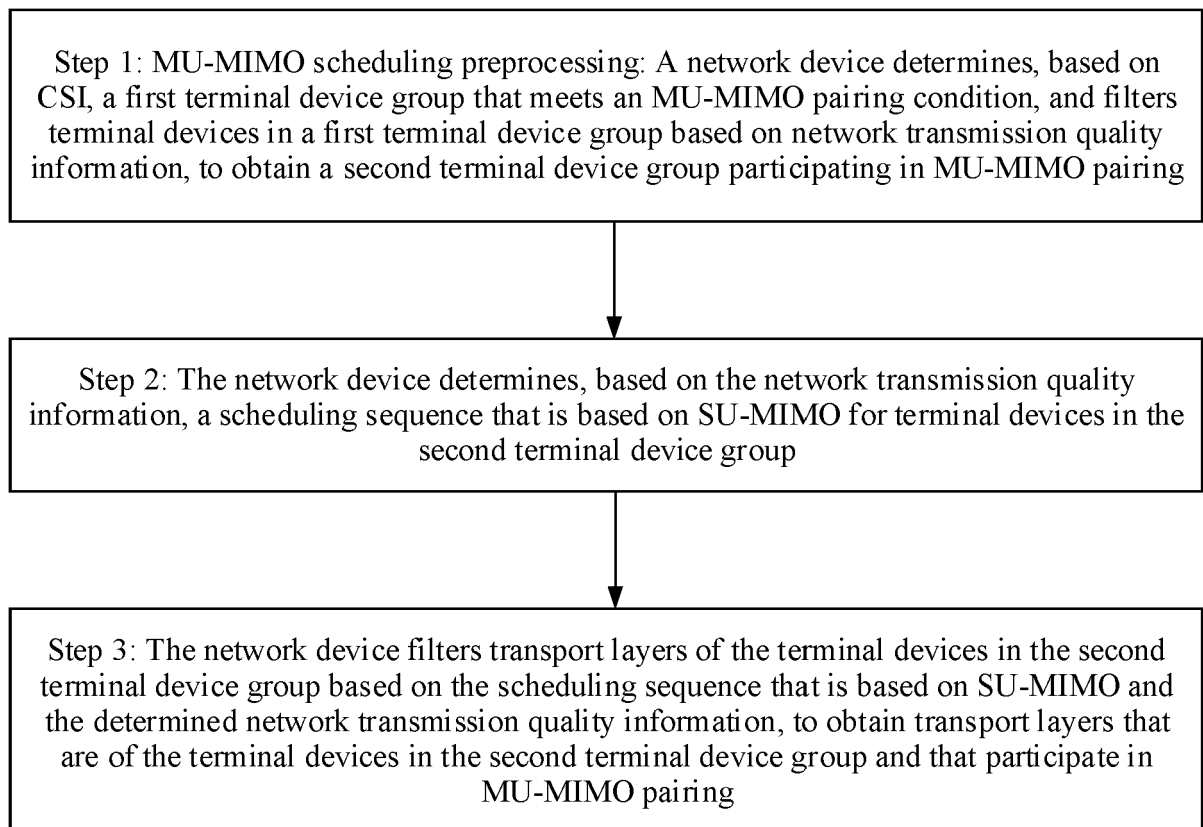 Step 1: MU-MIMO scheduling preprocessing: A network device determines, based on
CSI, a first terminal device group that meets an MU-MIMO pairing condition, and filters
terminal devices in a first terminal device group based on network transmission quality
information, to obtain a second terminal device group participating in MU-MIMO pairing
Step 2: The network device determines, based on the network transmission quality
information, a scheduling sequence that is based on SU-MIMO for terminal devices in the
second terminal device group
Step 3: The network device filters transport layers of the terminal devices in the second
terminal device group based on the scheduling sequence that is based on SU-MIMO and
the determined network transmission quality information, to obtain transport layers that
are of the terminal devices in the second terminal device group and that participate in
MU-MIMO pairing